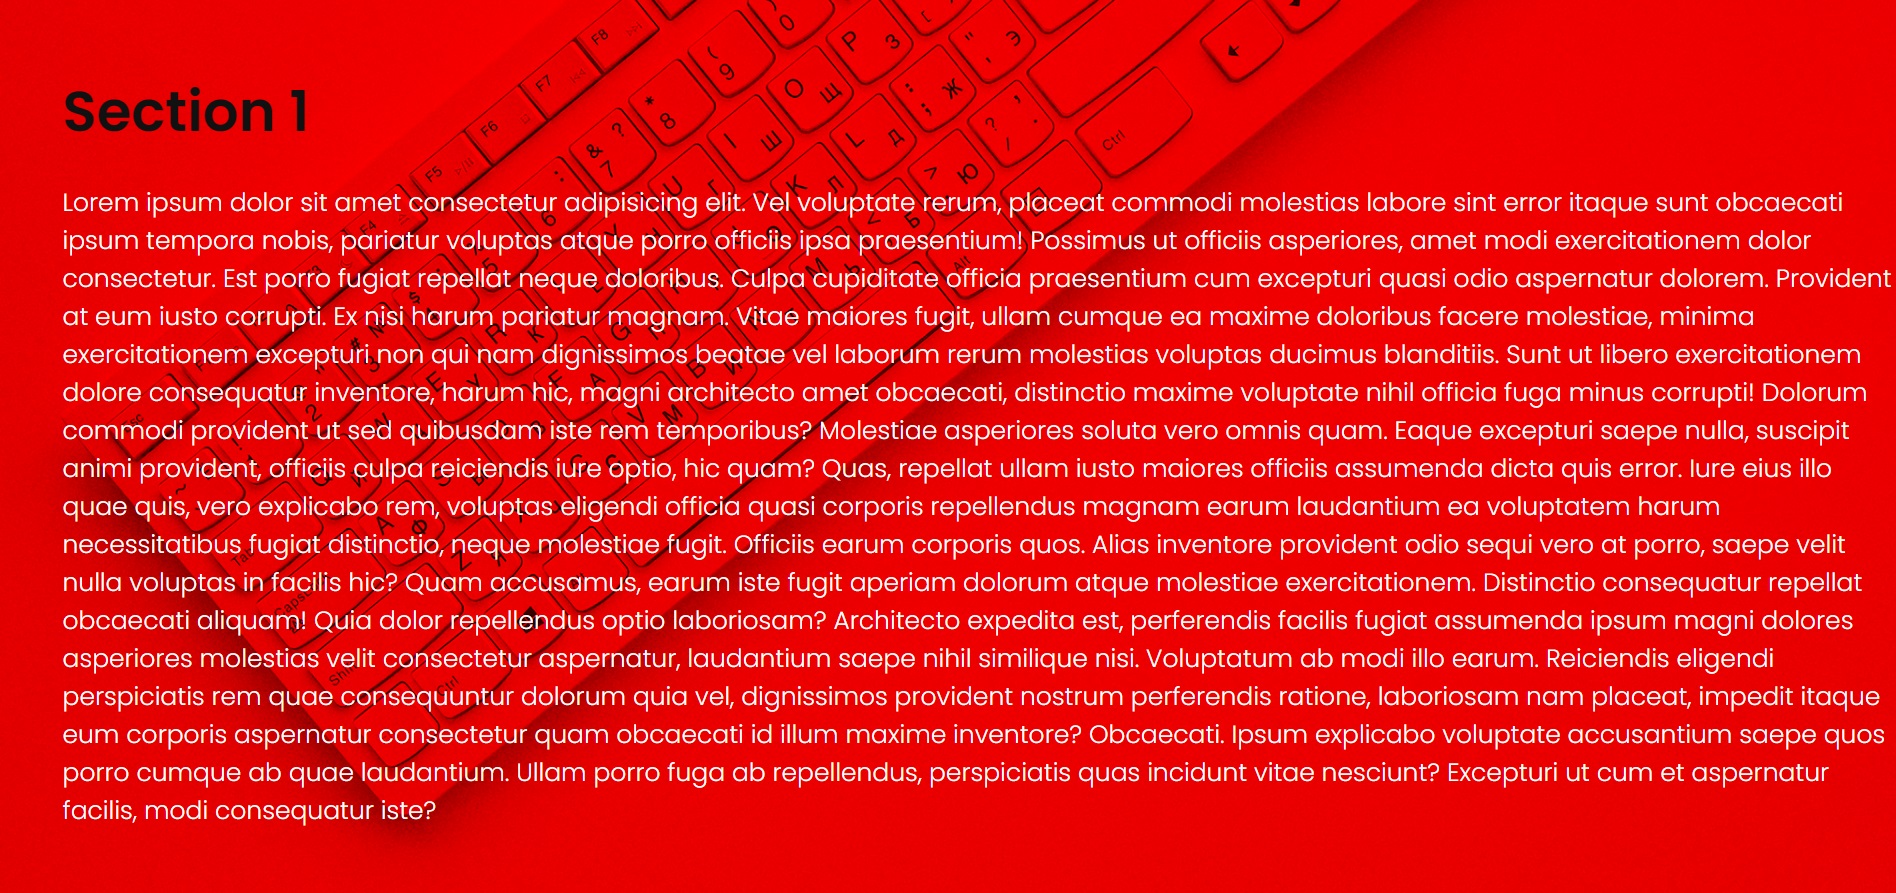 Section 1
Lorem ipsum dolor sit amet consectetur adipisicing elit. Vel voluptate rerum, placeat commodi molestias labore sint error itaque sunt obcaecati
ipsum tempora nobis, pariatur voluptas atque porro officiis ipsa praesentium! Possimus ut officiis asperiores, amet modi exercitationem dolor
consectetur. Est porro fugiat repellat neque doloribus. Culpa cupiditate officia praesentium cum excepturi quasi odio aspernatur dolorem. Provident
at eum iusto corrupti. Ex nisi harum pariatur magnam. Vitae maiores fugit, ullam cumque ea maxime doloribus facere molestiae, minima
exercitationem excepturi non qui nam dignissimos beatae vel laborum rerum molestias voluptas ducimus blanditiis. Sunt ut libero exercitationem
dolore consequatur inventore, harum hic, magni architecto amet obcaecati, distinctio maxime voluptate nihil officia fuga minus corrupti! Dolorum
commodi provident ut sed quibusdam iste rem temporibus? Molestiae asperiores soluta vero omnis quam. Eaque excepturi saepe nulla, suscipit
animi provident, officiis culpa reiciendis iure optio, hic quam? Quas, repellat ullam iusto maiores officiis assumenda dicta quis error. Iure eius illo
quae quis, vero explicabo rem, voluptas eligendi officia quasi corporis repellendus magnam earum laudantium ea voluptatem harum
necessitatibus fugiat distinctio, neque molestiae fugit. Officiis earum corporis quos. Alias inventore provident odio sequi vero at porro, saepe velit
nulla voluptas in facilis hic? Quam accusamus, earum iste fugit aperiam dolorum atque molestiae exercitationem. Distinctio consequatur repellat
obcaecati aliquam! Quia dolor repellendus optio laboriosam? Architecto expedita est, perferendis facilis fugiat assumenda ipsum magni dolores
asperiores molestias velit consectetur aspernatur, laudantium saepe nihil similique nisi. Voluptatum ab modi illo earum. Reiciendis eligendi
perspiciatis rem quae consequuntur dolorum quia vel, dignissimos provident nostrum perferendis ratione, laboriosam nam placeat, impedit itaque
eum corporis aspernatur consectetur quam obcaecati id illum maxime inventore? Obcaecati. Ipsum explicabo voluptate accusantium saepe quos
porro cumque ab quae laudantium. Ullam porro fuga ab repellendus, perspiciatis quas incidunt vitae nesciunt? Excepturi ut cum et aspernatur
facilis, modi consequatur iste?
F8
F7
F6
F5
Ctrl
Alt